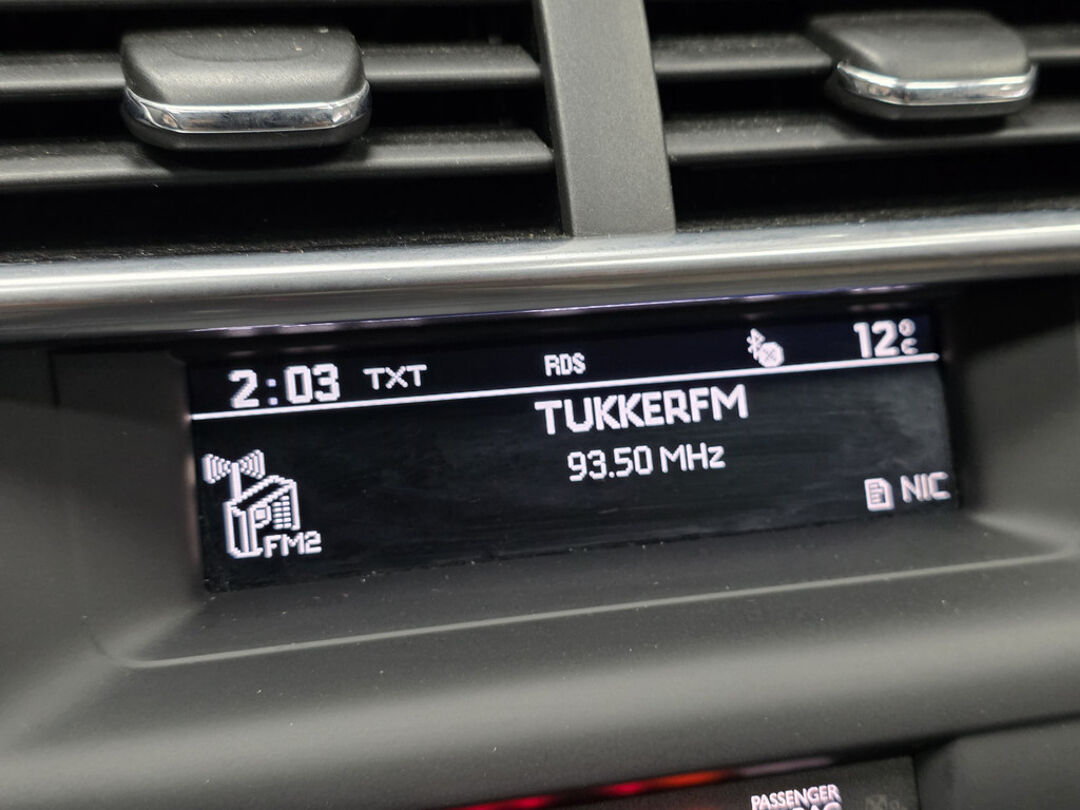 2:03 TXT RDS 12°C
TUKKERFM
93.50 MHz
NIC
FM2
PASSENGER